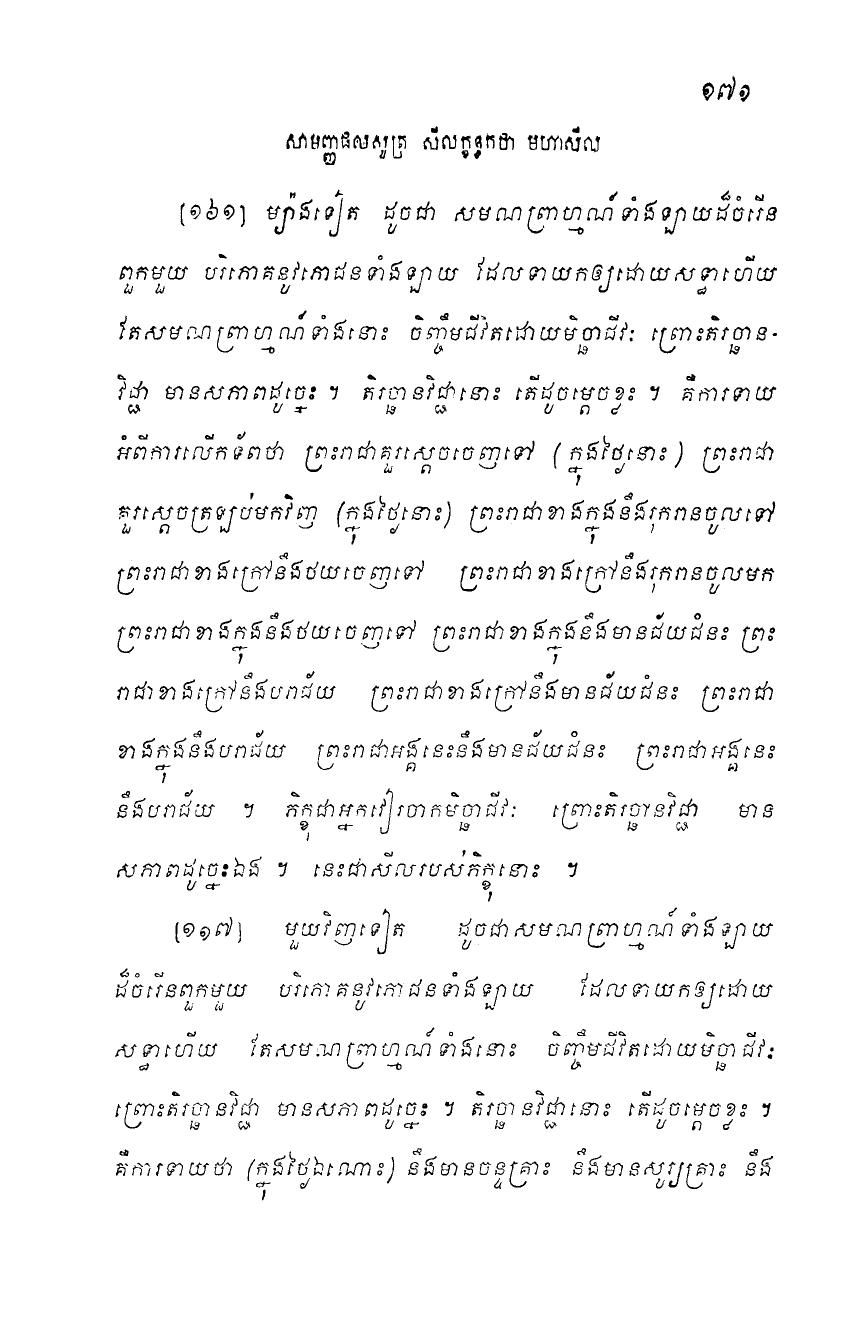 ១៧១
សាមញ្ញផលសូត្រ សីលក្ខន្ធកថា មហាសីល
[១៦១] ម្យ៉ាងទៀត ដូចជា សមណព្រាហ្មណ៍ទាំងឡាយដ៏ចំរើន
ពួកមួយ បរិភោគនូវភោជនទាំងឡាយ ដែលទាយកឲ្យដោយសទ្ធាហើយ
តែសមណព្រាហ្មណ៍ទាំងនោះ ចិញ្ចឹមជីវិតដោយមិច្ឆាជីវៈ ព្រោះតិរច្ឆាន-
វិជ្ជា មានសភាពដូច្នេះ ។ តិរច្ឆានវិជ្ជានោះ តើដូចម្តេចខ្លះ ។ គឺការទាយ
អំពីការលើកទ័ពថា ព្រះរាជាគួរស្តេចចេញទៅ (ក្នុងថ្ងៃនោះ) ព្រះរាជា
គួរស្តេចត្រឡប់មកវិញ (ក្នុងថ្ងៃនោះ) ព្រះរាជាខាងក្នុងនឹងរុករានចូលទៅ
ព្រះរាជាខាងក្រៅនឹងថយចេញទៅ ព្រះរាជាខាងក្រៅនឹងរុករានចូលមក
ព្រះរាជាខាងក្នុងនឹងថយចេញទៅ ព្រះរាជាខាងក្នុងនឹងមានជ័យជំនះ ព្រះ
រាជាខាងក្រៅនឹងបរាជ័យ ព្រះរាជាខាងក្រៅនឹងមានជ័យជំនះ ព្រះរាជា
ខាងក្នុងនឹងបរាជ័យ ព្រះរាជាអង្គនេះនឹងមានជ័យជំនះ ព្រះរាជាអង្គនេះ
នឹងបរាជ័យ ។ ភិក្ខុជាអ្នកវៀរចាកមិច្ឆាជីវៈ ព្រោះតិរច្ឆានវិជ្ជា មាន
សភាពដូច្នេះឯង ។ នេះជាសីលរបស់ភិក្ខុនោះ ។
[១១៧] មួយវិញទៀត ដូចជាសមណព្រាហ្មណ៍ទាំងឡាយ
ដ៏ចំរើនពួកមួយ បរិភោគនូវភោជនទាំងឡាយ ដែលទាយកឲ្យដោយ
សទ្ធាហើយ តែសមណព្រាហ្មណ៍ទាំងនោះ ចិញ្ចឹមជីវិតដោយមិច្ឆាជីវៈ
ព្រោះតិរច្ឆានវិជ្ជា មានសភាពដូច្នេះ ។ តិរច្ឆានវិជ្ជានោះ តើដូចម្តេចខ្លះ ។
គឺការទាយថា (ក្នុងថ្ងៃឯណោះ) នឹងមានចន្ទគ្រាះ នឹងមានសូរ្យគ្រាះ នឹង